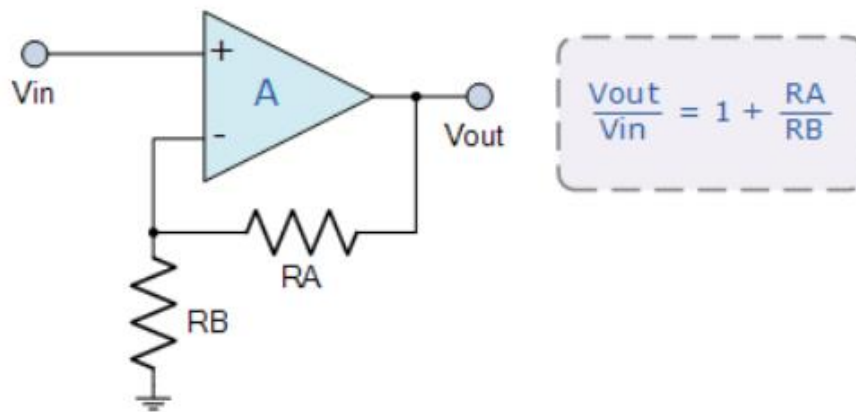 +
Vin
A
-
Vout
RA
RB
Vout/Vin = 1 + RA/RB